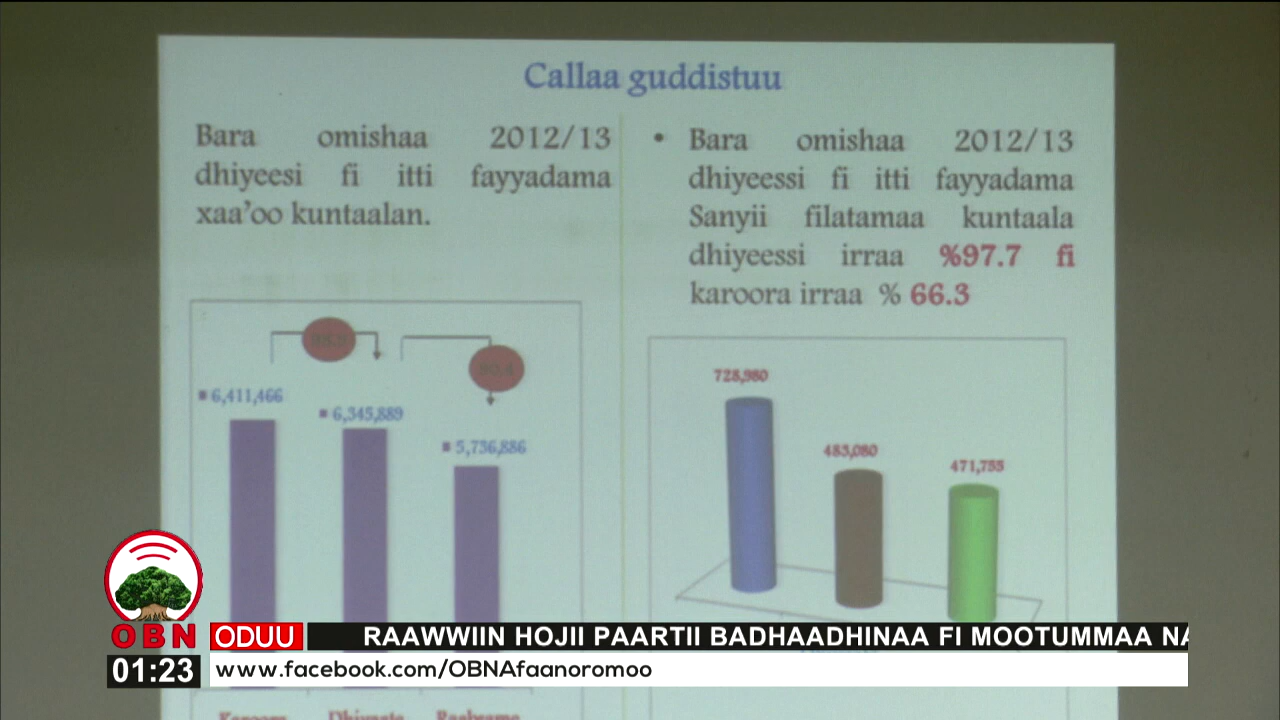 Callaa guddistuu
Bara omishaa 2012/13
dhiyeesi fi itti fayyadama
xaa'oo kuntaalan.
• Bara omishaa 2012/13
dhiyeessi fi itti fayyadama
Sanyii filatamaa kuntaala
dhiyeessi irraa %97.7 fi
karoora irraa % 66.3
6,411,466
6,345,889
5,736,886
728,980
483,080
471,755
OBN
ODUU
RAAWWIIN HOJII PAARTII BADHAADHINAA FI MOOTUMMAA NA
01:23
www.facebook.com/OBNAfaanoromoo